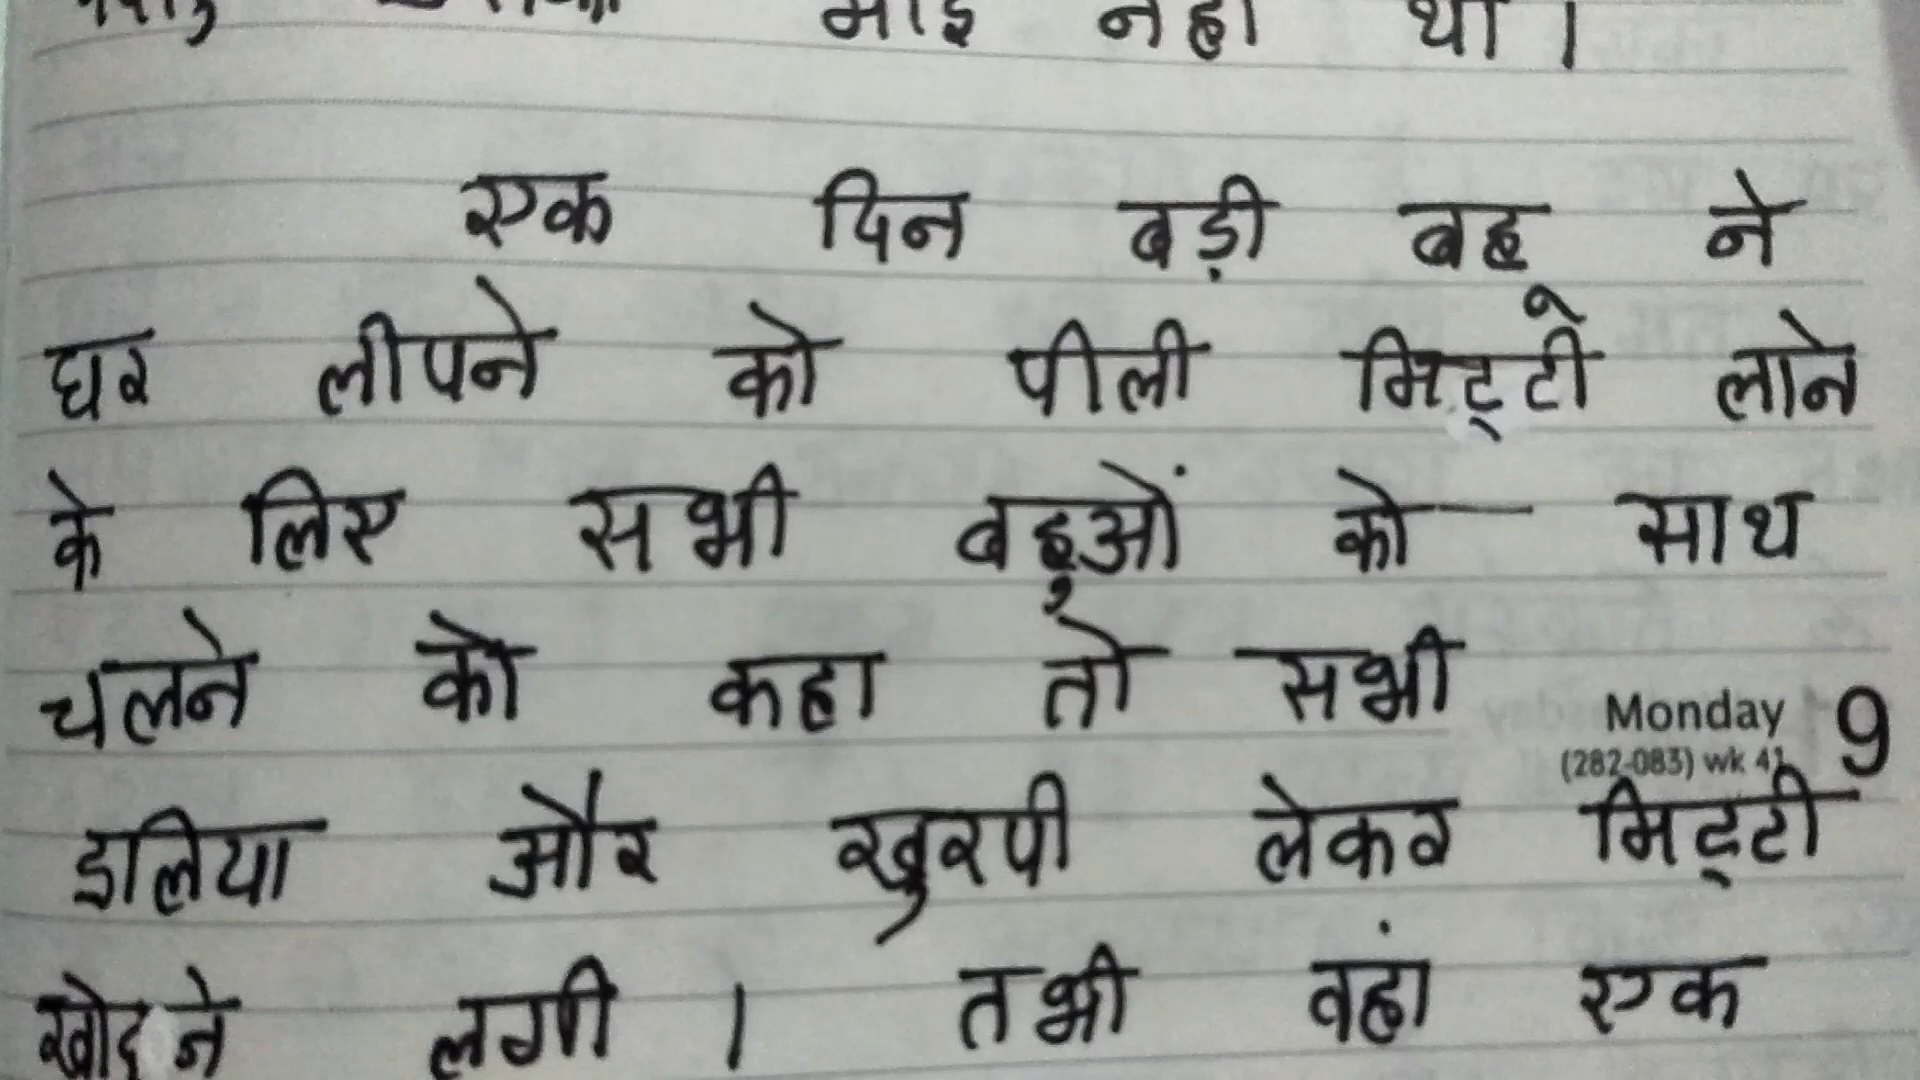 भाई नहीं था।
एक दिन बड़ी बहू ने
घर लीपने को पीली मिट्टी लाने
के लिए सभी बहुओं को साथ
चलने को कहा तो सभी
Monday 9
(282-083) wk 41
डलिया और खुरपी लेकर मिट्टी
खोदने लगी । तभी वहां एक